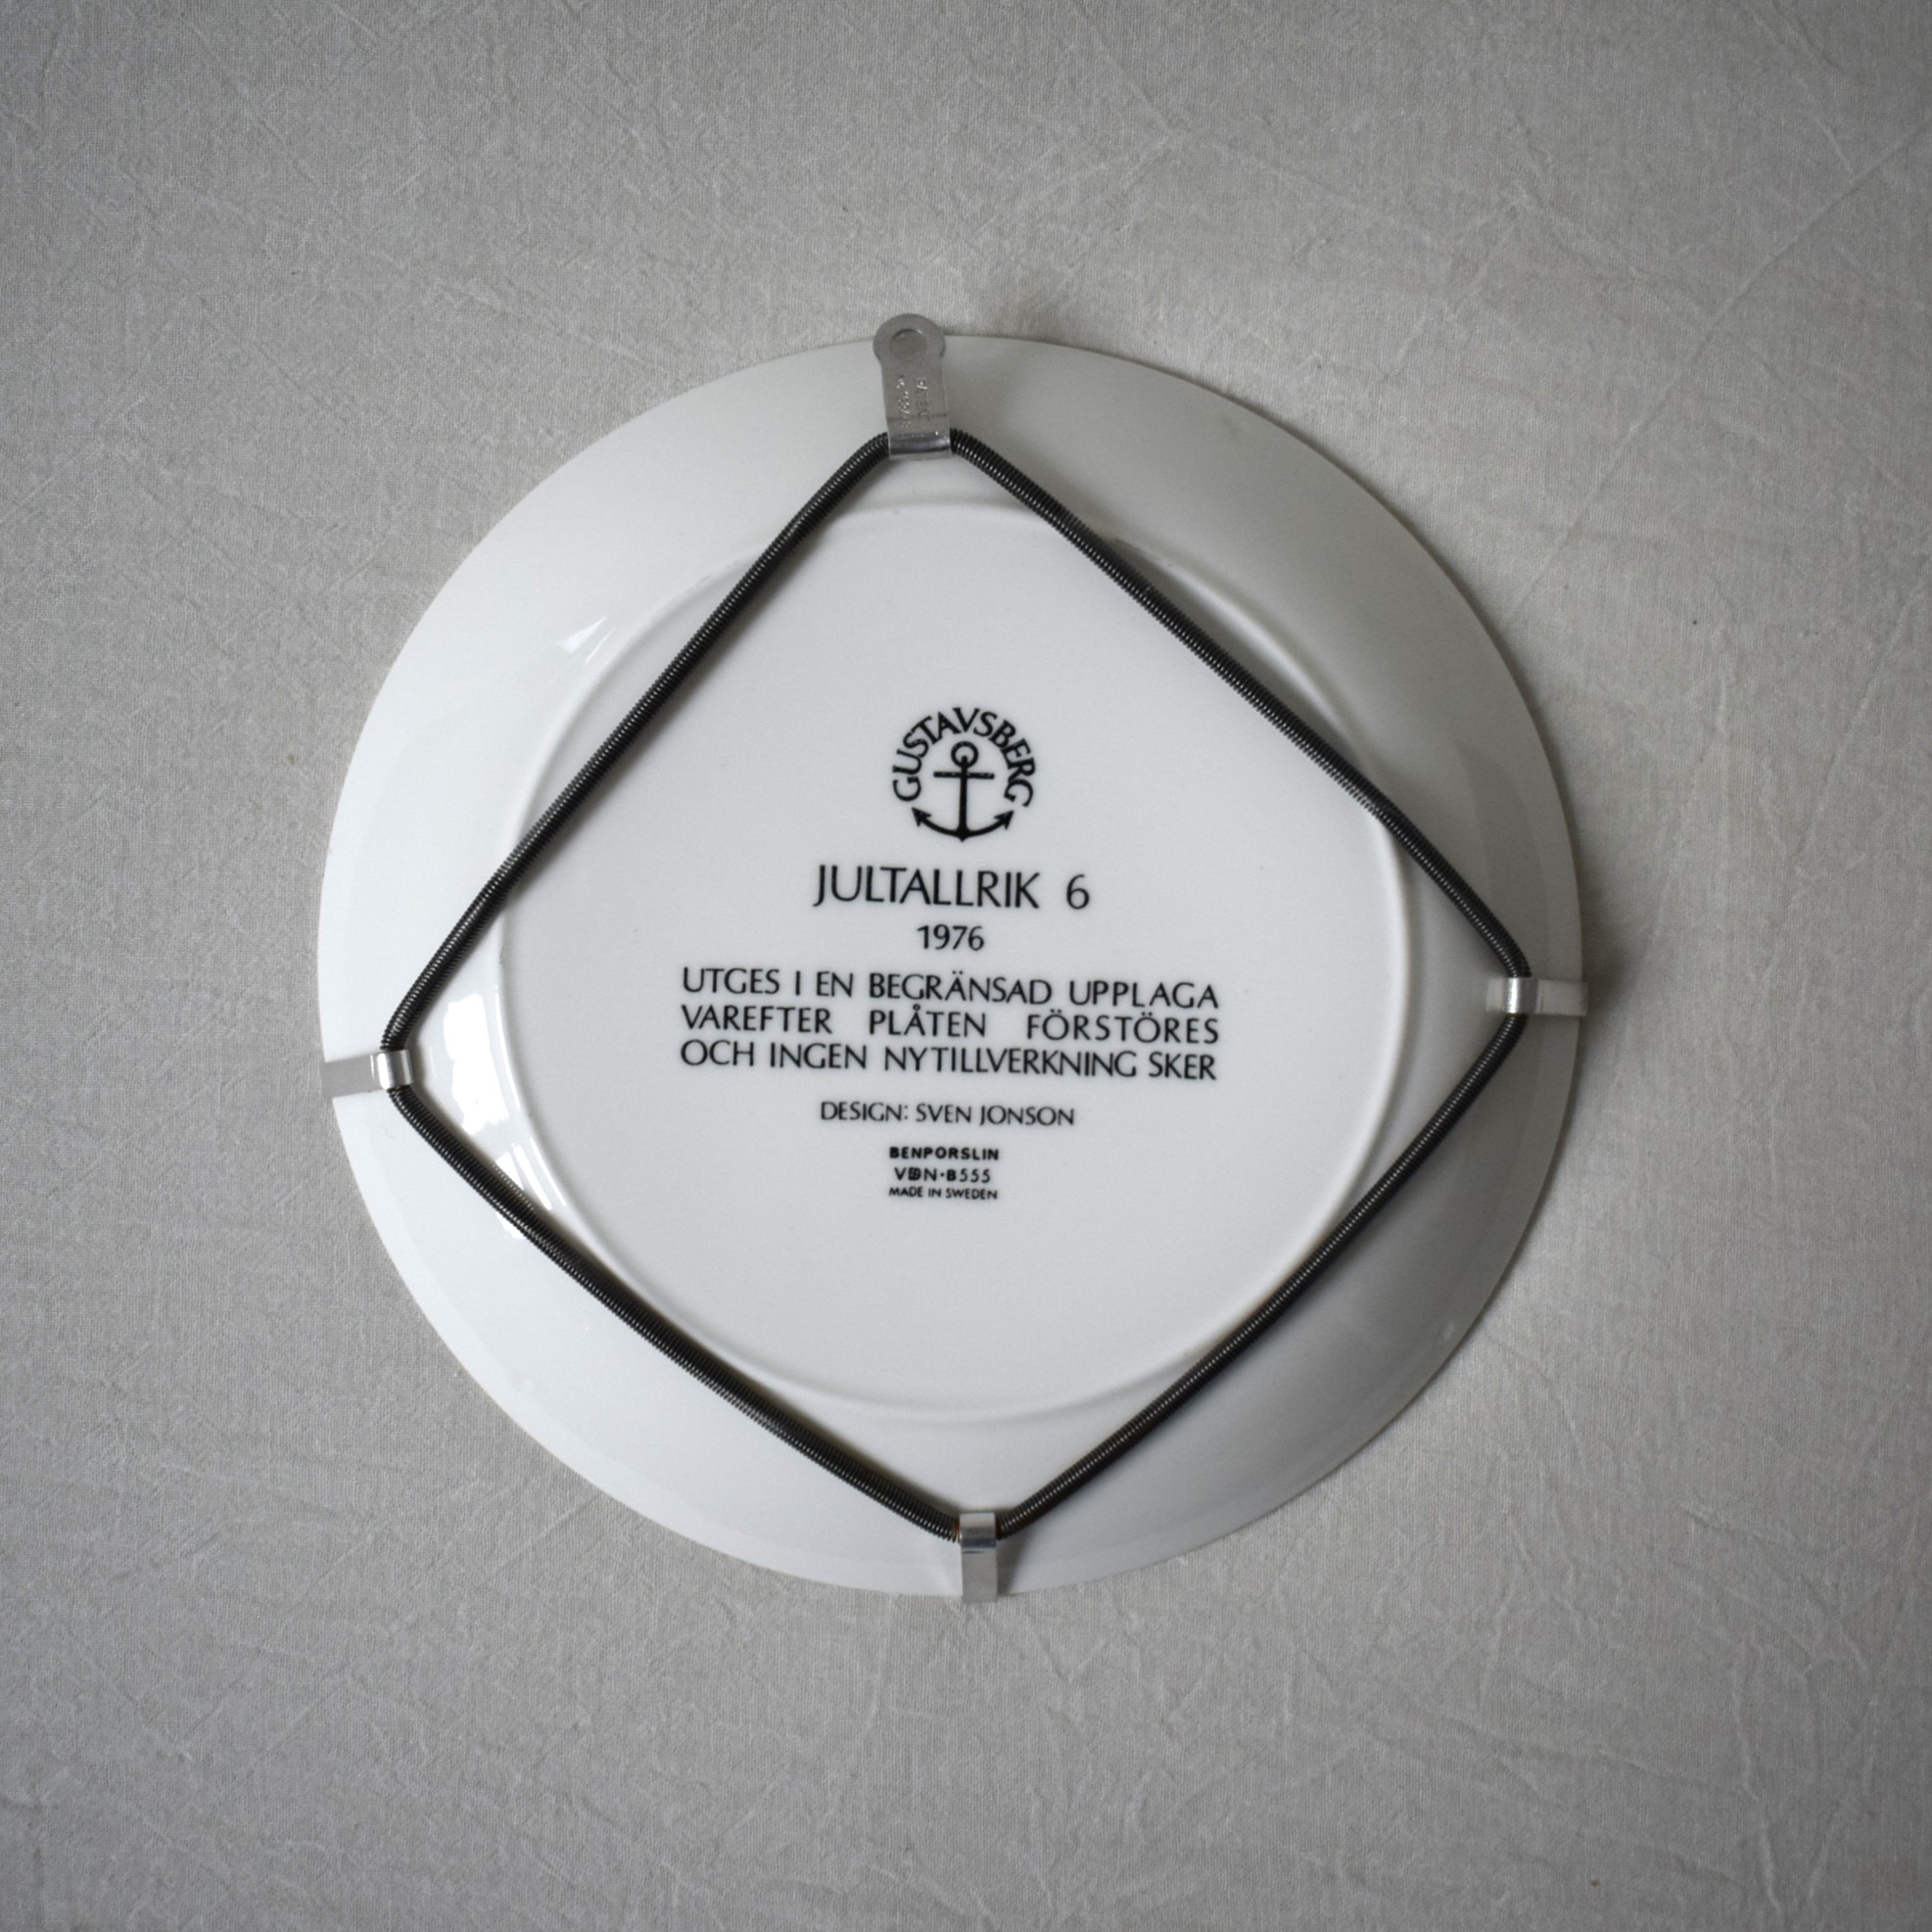 GUSTAVSBERG
JULTALLRIK 6
1976
UTGES I EN BEGRÄNSAD UPPLAGA
VAREFTER PLÅTEN FÖRSTÖRES
OCH INGEN NYTILLVERKNING SKER
DESIGN: SVEN JONSON
BENPORSLIN
VDN·B555
MADE IN SWEDEN